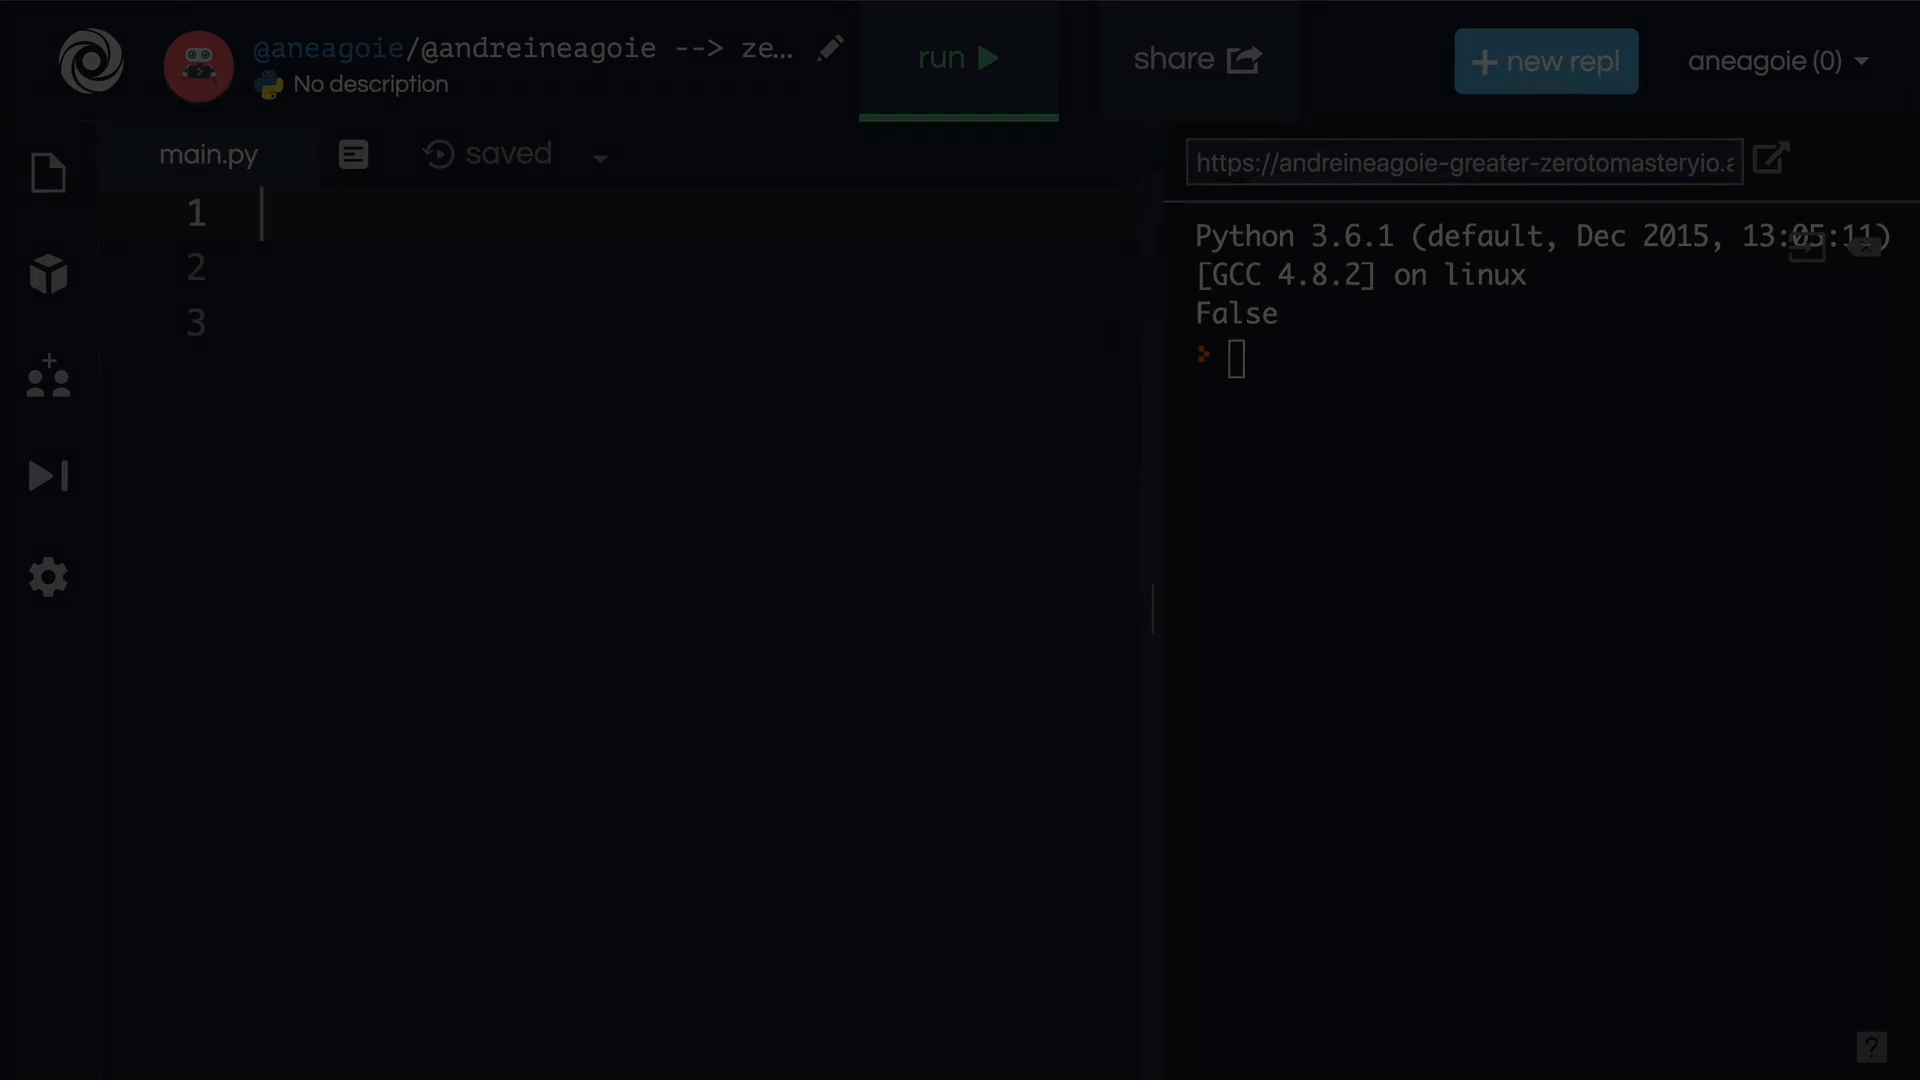 @aneagoie/@andreineagoie --> ze...
No description
run
share
+ new repl
aneagoie (0)
main.py
saved
https://andreineagoie-greater-zerotomasteryio.
1
2
3
Python 3.6.1 (default, Dec 2015, 13:05:11)
[GCC 4.8.2] on linux
False
?